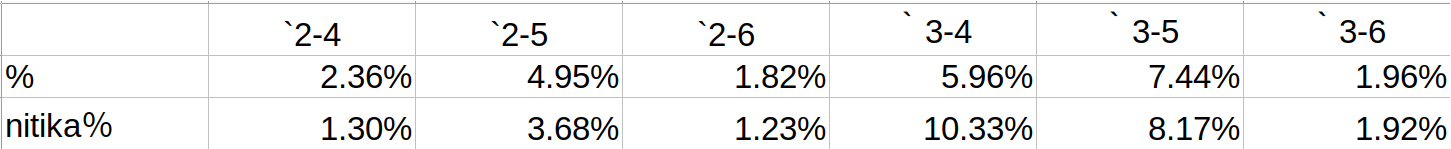 `2-4 `2-5 `2-6 ` 3-4 ` 3-5 ` 3-6
% 2.36% 4.95% 1.82% 5.96% 7.44% 1.96%
nitika% 1.30% 3.68% 1.23% 10.33% 8.17% 1.92%